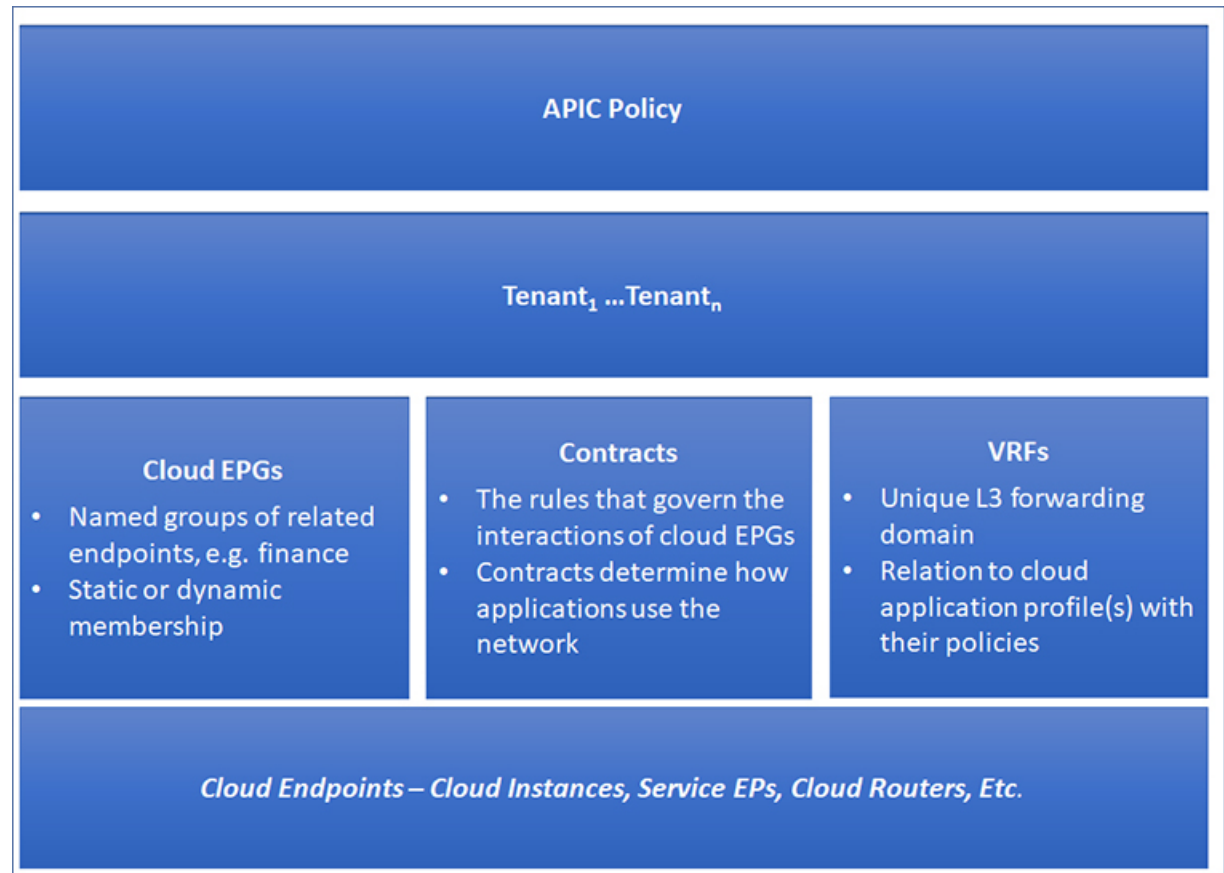 APIC Policy
Tenant1 ...Tenantn
Cloud EPGs
• Named groups of related
endpoints, e.g. finance
• Static or dynamic
membership
Contracts
• The rules that govern the
interactions of cloud EPGs
• Contracts determine how
applications use the
network
VRFs
• Unique L3 forwarding
domain
• Relation to cloud
application profile(s) with
their policies
Cloud Endpoints – Cloud Instances, Service EPs, Cloud Routers, Etc.